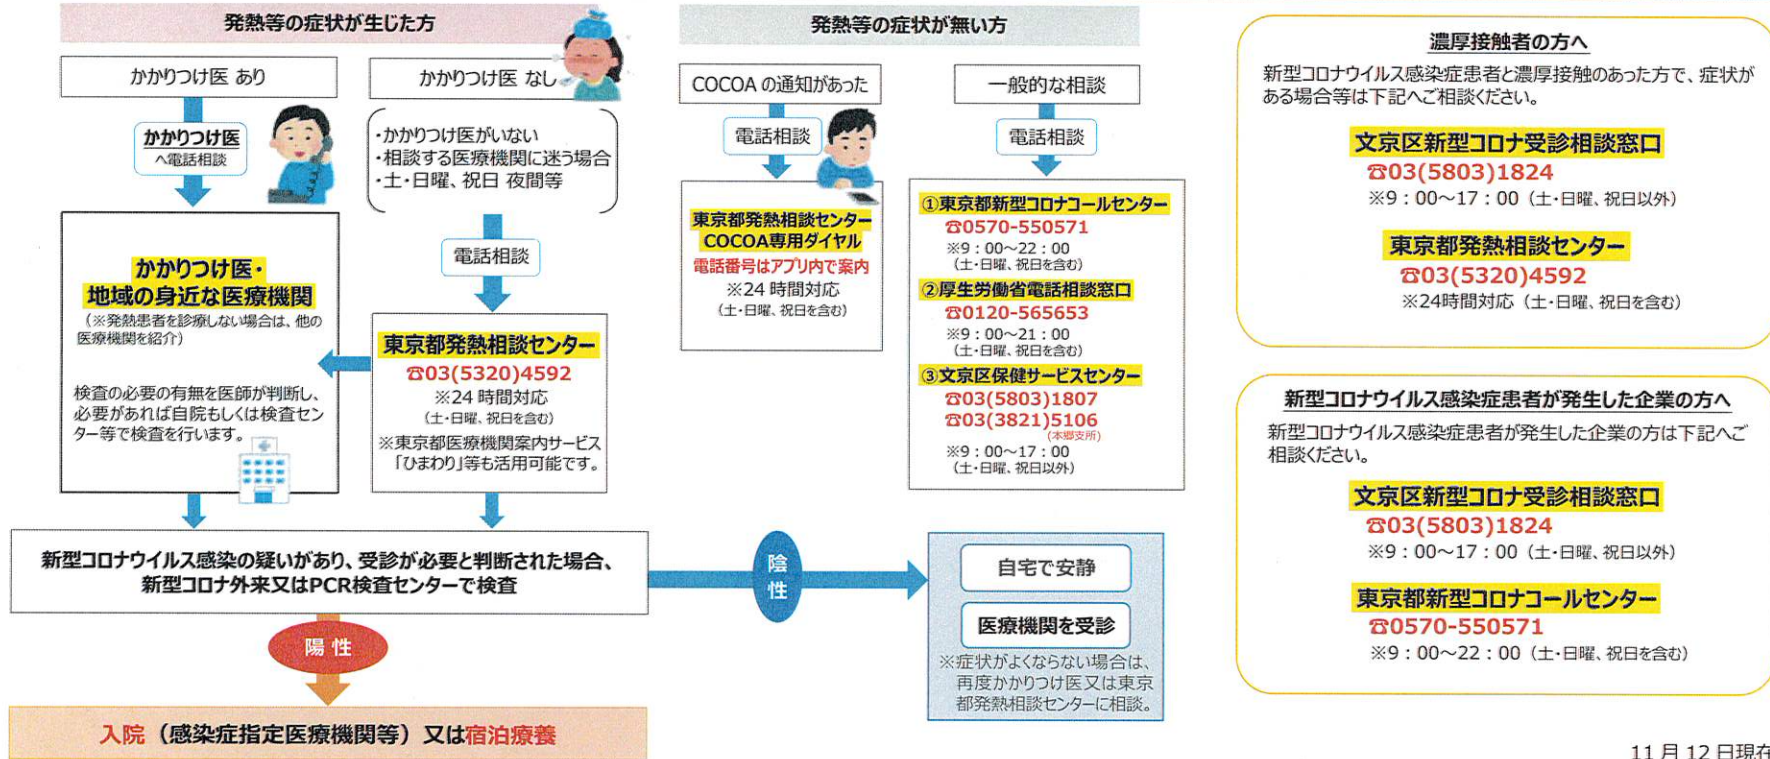 発熱等の症状が生じた方
かかりつけ医 あり
かかりつけ医 なし
かかりつけ医
へ電話相談
・かかりつけ医がいない
・相談する医療機関に迷う場合
・土・日曜、祝日 夜間等
電話相談
かかりつけ医・
地域の身近な医療機関
(※発熱患者を診療しない場合は、他の
医療機関を紹介)
検査の必要の有無を医師が判断し、
必要があれば自院もしくは検査セン
ター等で検査を行います。
東京都発熱相談センター
☎03(5320)4592
※24 時間対応
(土・日曜、祝日を含む)
※東京都医療機関案内サービス
「ひまわり」等も活用可能です。
新型コロナウイルス感染の疑いがあり、受診が必要と判断された場合、
新型コロナ外来又はPCR検査センターで検査
陽 性
入院（感染症指定医療機関等）又は宿泊療養
発熱等の症状が無い方
COCOA の通知があった
電話相談
東京都発熱相談センター
COCOA専用ダイヤル
電話番号はアプリ内で案内
※24 時間対応
(土・日曜、祝日を含む)
一般的な相談
電話相談
①東京都新型コロナコールセンター
☎0570-550571
※9：00～22：00
(土・日曜、祝日を含む)
②厚生労働省電話相談窓口
☎0120-565653
※9：00～21：00
(土・日曜、祝日を含む)
③文京区保健サービスセンター
☎03(5803)1807
☎03(3821)5106
(本郷支所)
※9：00～17：00
(土・日曜、祝日以外)
陰
性
自宅で安静
医療機関を受診
※症状がよくならない場合は、
再度かかりつけ医又は東京
都発熱相談センターに相談。
濃厚接触者の方へ
新型コロナウイルス感染症患者と濃厚接触のあった方で、症状が
ある場合等は下記へご相談ください。
文京区新型コロナ受診相談窓口
☎03(5803)1824
※9：00～17：00（土・日曜、祝日以外）
東京都発熱相談センター
☎03(5320)4592
※24時間対応（土・日曜、祝日を含む）
新型コロナウイルス感染症患者が発生した企業の方へ
新型コロナウイルス感染症患者が発生した企業の方は下記へご
相談ください。
文京区新型コロナ受診相談窓口
☎03(5803)1824
※9：00～17：00（土・日曜、祝日以外）
東京都新型コロナコールセンター
☎0570-550571
※9：00～22：00（土・日曜、祝日を含む）
11 月 12 日現在